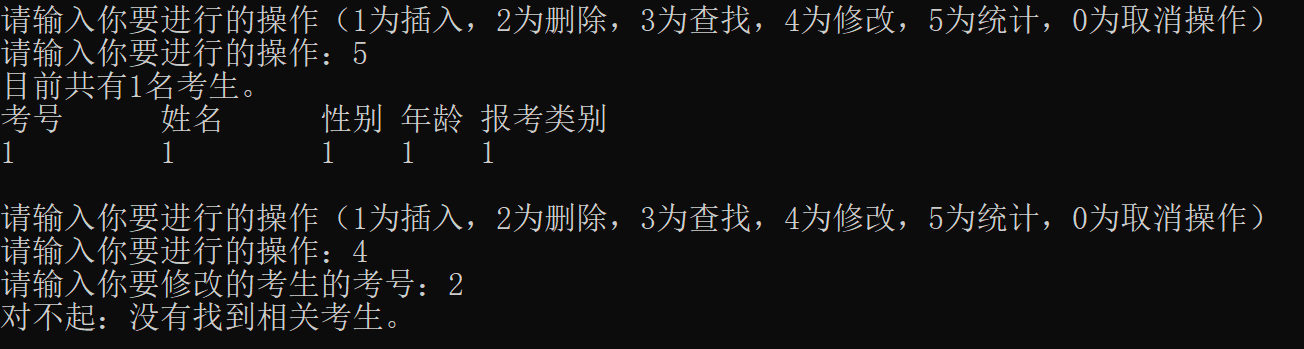 请输入你要进行的操作（1为插入，2为删除，3为查找，4为修改，5为统计，0为取消操作）
请输入你要进行的操作：5
目前共有1名考生。
考号 姓名 性别 年龄 报考类别
1 1 1 1 1
请输入你要进行的操作（1为插入，2为删除，3为查找，4为修改，5为统计，0为取消操作）
请输入你要进行的操作：4
请输入你要修改的考生的考号：2
对不起：没有找到相关考生。